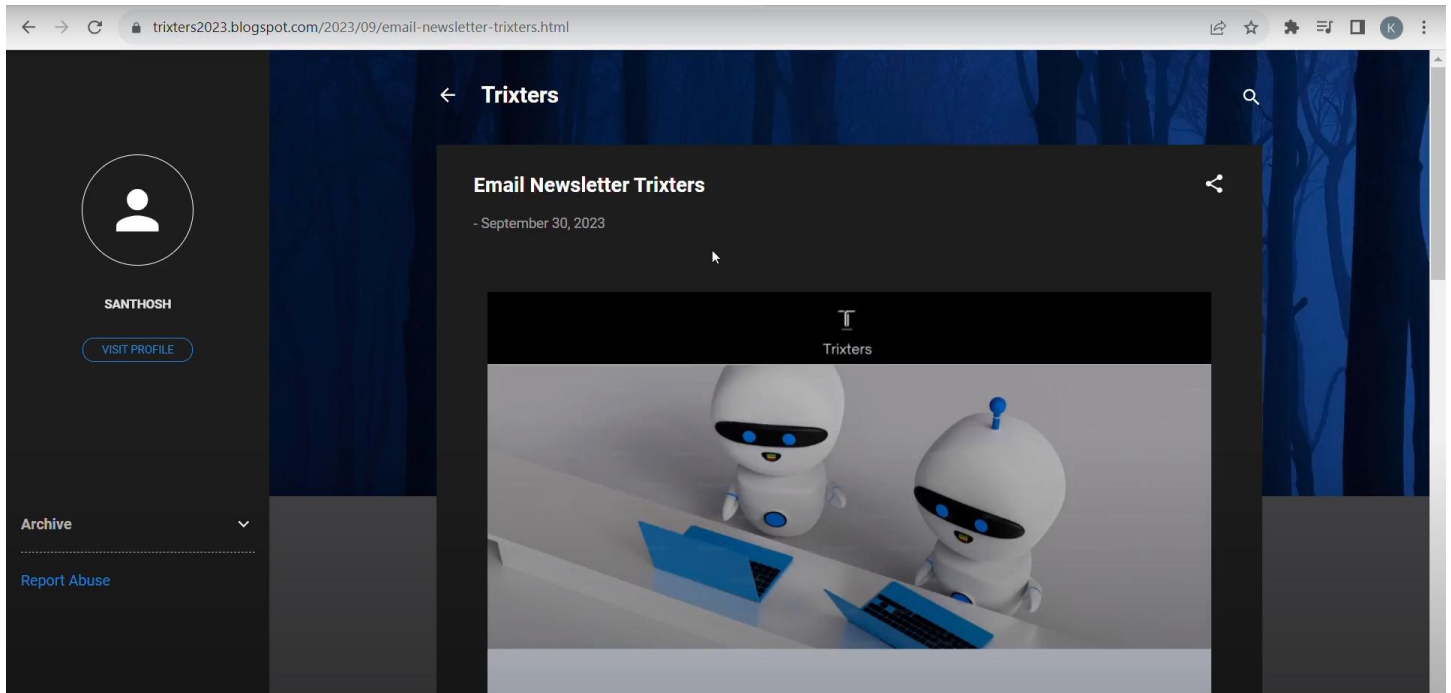 trixters2023.blogspot.com/2023/09/email-newsletter-trixters.html
K
Trixters
Email Newsletter Trixters
- September 30, 2023
SANTHOSH
VISIT PROFILE
Archive
Report Abuse
Trixters